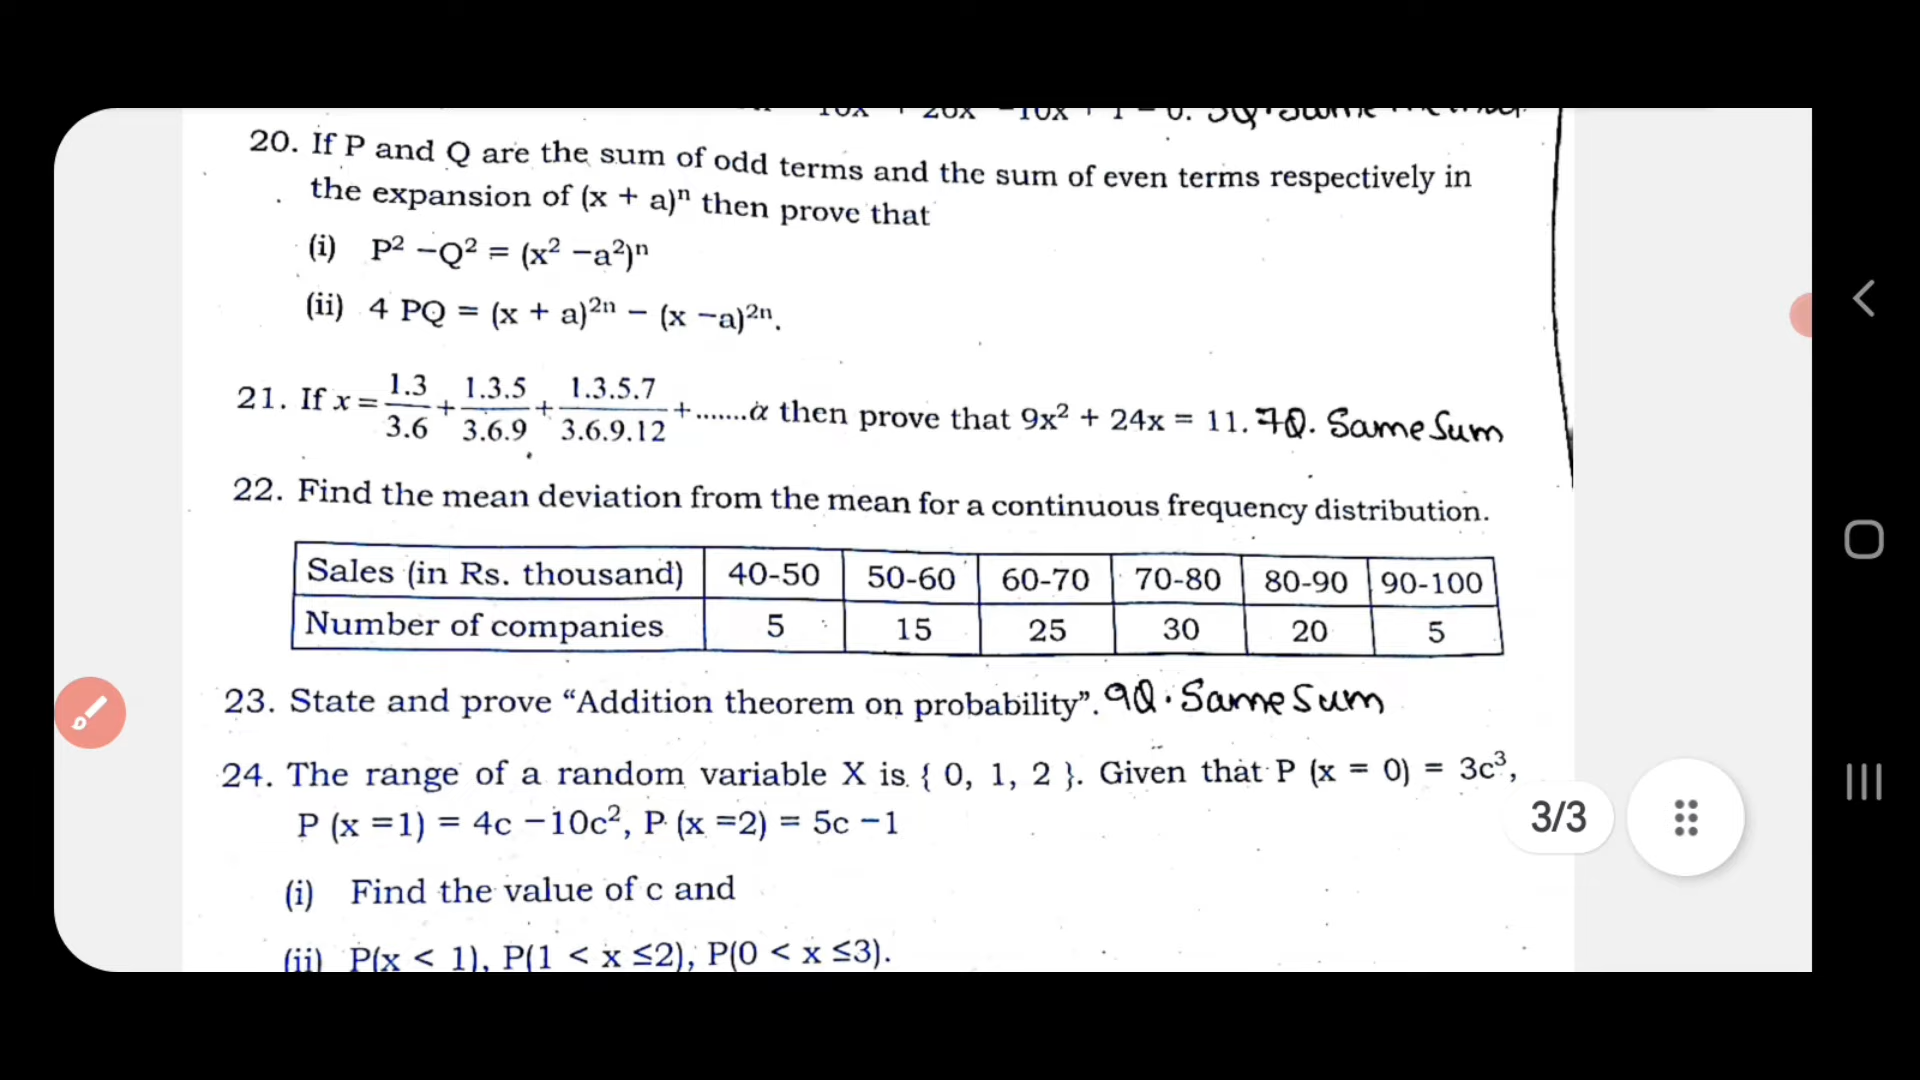 20. If P and Q are the sum of odd terms and the sum of even terms respectively in
the expansion of (x + a)ⁿ then prove that
(i) P² −Q² = (x² −a²)ⁿ
(ii) 4 PQ = (x + a)²ⁿ − (x −a)²ⁿ.
21. If x = 1.3/3.6 + 1.3.5/3.6.9 + 1.3.5.7/3.6.9.12 + .......α then prove that 9x² + 24x = 11. 7Q. Same Sum
22. Find the mean deviation from the mean for a continuous frequency distribution.
Sales (in Rs. thousand) 40-50 50-60 60-70 70-80 80-90 90-100
Number of companies 5 15 25 30 20 5
23. State and prove “Addition theorem on probability”. 9Q. Same Sum
24. The range of a random variable X is { 0, 1, 2 }. Given that P (x = 0) = 3c³,
P (x =1) = 4c −10c², P (x =2) = 5c −1
3/3
(i) Find the value of c and
(ii) P(x < 1), P(1 < x ≤2), P(0 < x ≤3).